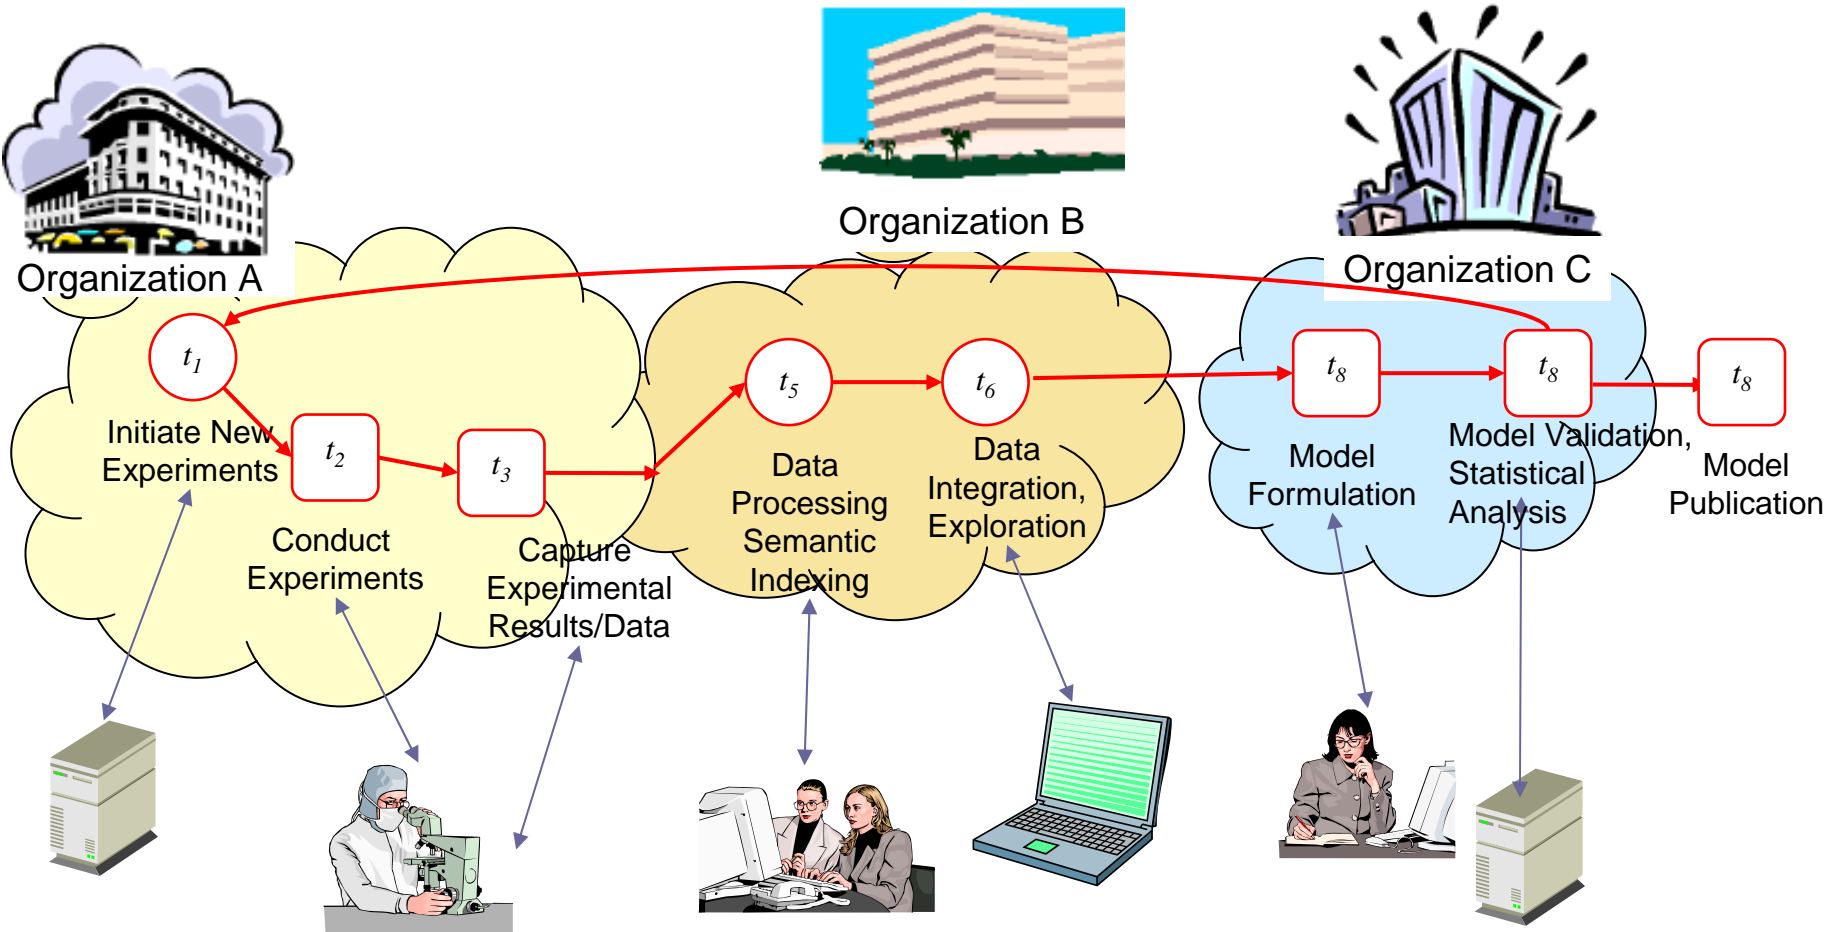 Organization A
Organization B
Organization C
t1
Initiate New
Experiments
t2
Conduct
Experiments
t3
Capture
Experimental
Results/Data
t5
Data
Processing
Semantic
Indexing
t6
Data
Integration,
Exploration
t8
Model
Formulation
t8
Model Validation,
Statistical
Analysis
t8
Model
Publication